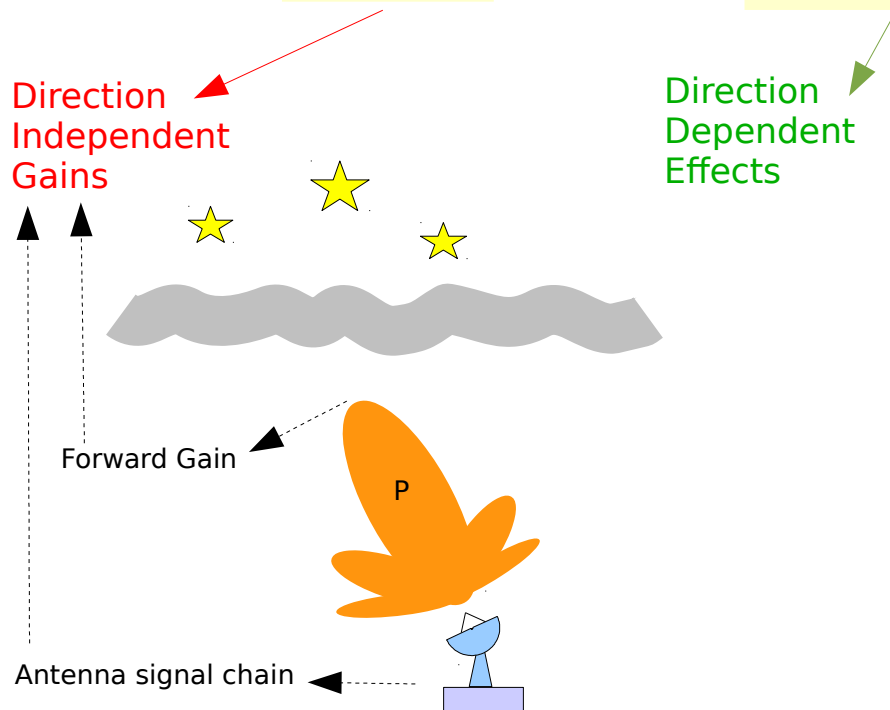 Direction
Independent
Gains
Direction
Dependent
Effects
Forward Gain
P
Antenna signal chain